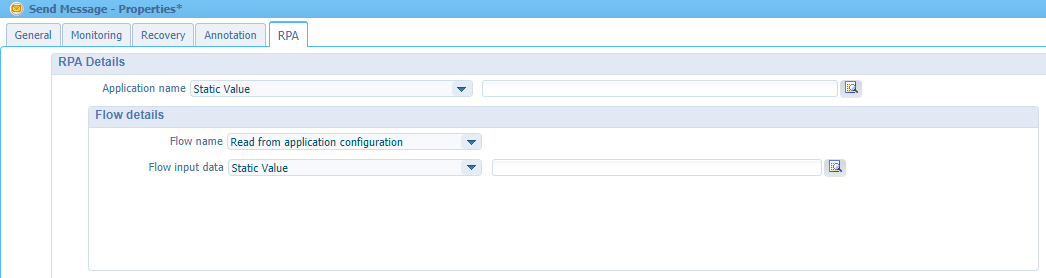 Send Message - Properties*
General Monitoring Recovery Annotation RPA
RPA Details
Application name Static Value
Flow details
Flow name Read from application configuration
Flow input data Static Value